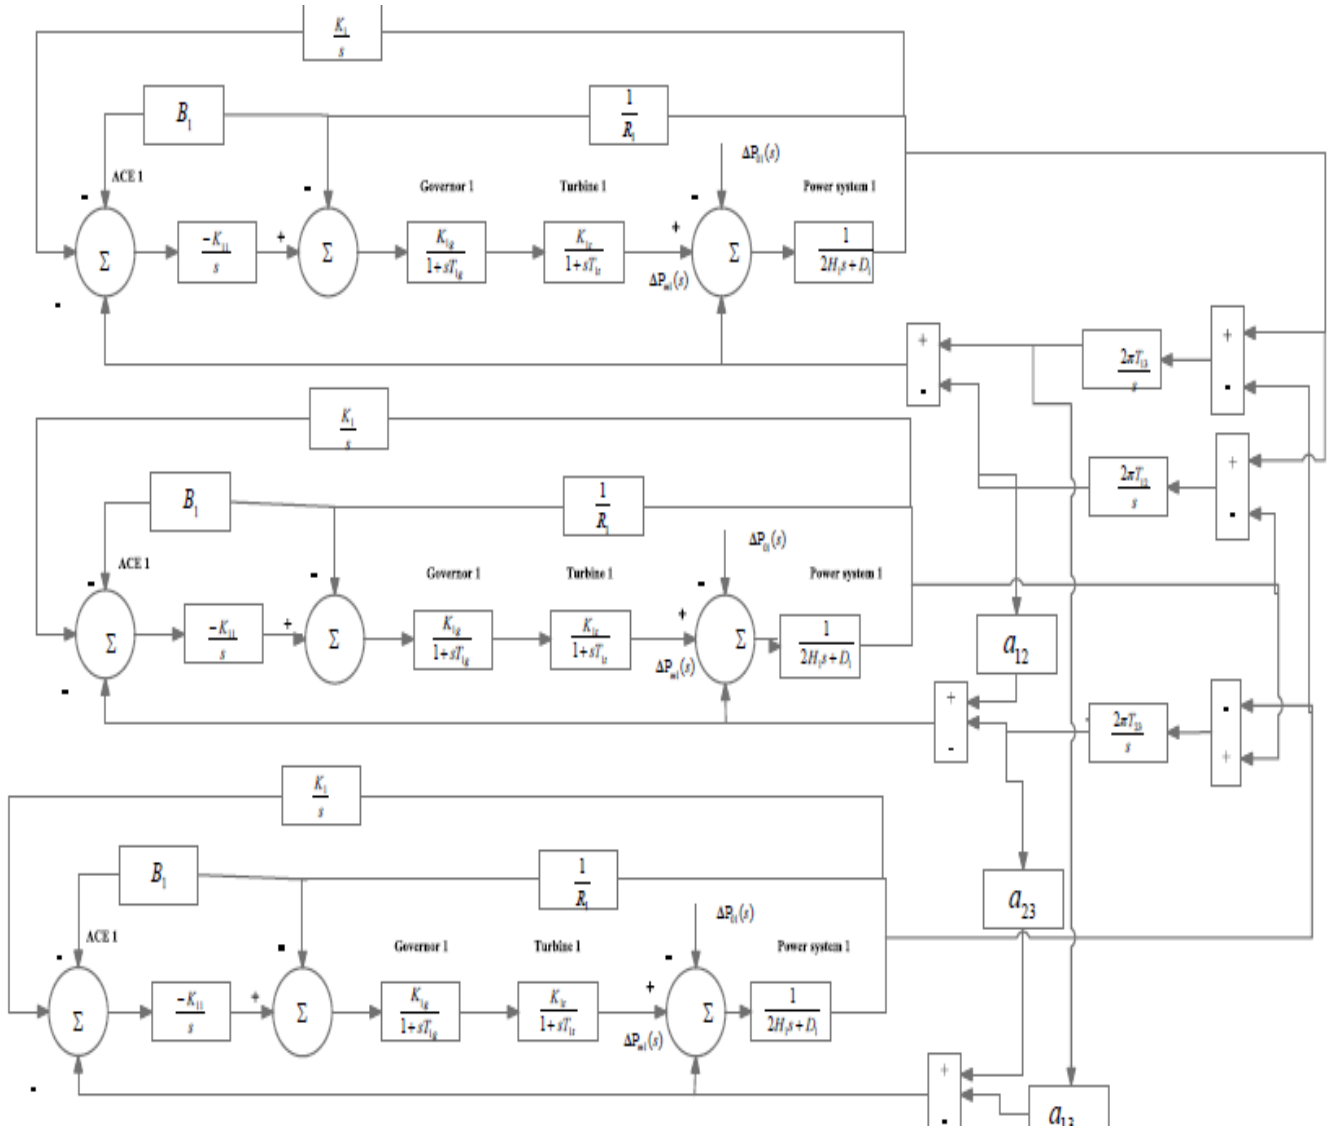 K₁
s
B₁
1
R₁
ΔP₀₁(s)
ACE 1
Governor 1
Turbine 1
Power system 1
-
-
-
+
+
Σ
−K₁₁
s
Σ
K₁g
1+sT₁g
K₁t
1+sT₁t
Σ
1
2H₁s+D₁
ΔPₘ₁(s)
-
+
-
2πT₁₃
s
+
-
K₁
s
B₁
1
R₁
2πT₁₂
s
+
-
ACE 1
ΔP₀₁(s)
Governor 1
Turbine 1
Power system 1
-
-
-
+
+
Σ
−K₁₁
s
Σ
K₁g
1+sT₁g
K₁t
1+sT₁t
Σ
1
2H₁s+D₁
ΔPₘ₁(s)
a₁₂
-
+
-
2πT₂₃
s
-
+
K₁
s
B₁
1
R₁
a₂₃
ACE 1
ΔP₀₁(s)
Governor 1
Turbine 1
Power system 1
-
-
-
+
+
Σ
−K₁₁
s
Σ
K₁g
1+sT₁g
K₁t
1+sT₁t
Σ
1
2H₁s+D₁
ΔPₘ₁(s)
-
+
-
a₁₃